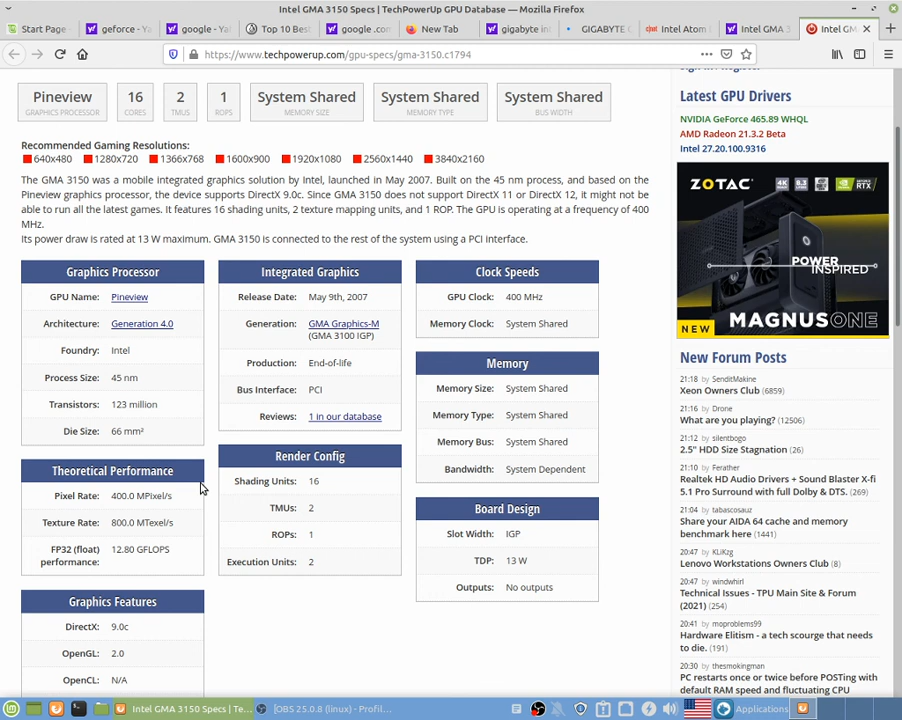 Intel GMA 3150 Specs | TechPowerUp GPU Database — Mozilla Firefox
Start Page
geforce - Y
google - Ya
Top 10 Bes
google.co
New Tab
gigabyte in
GIGABYTE
Intel Atom
Intel GMA
Intel GM
https://www.techpowerup.com/gpu-specs/gma-3150.c1794
Pineview
16
2
1
System Shared
System Shared
System Shared
GRAPHICS PROCESSOR
CORES
TMUS
ROPS
MEMORY SIZE
MEMORY TYPE
BUS WIDTH
Recommended Gaming Resolutions:
640x480
1280x720
1366x768
1600x900
1920x1080
2560x1440
3840x2160
The GMA 3150 was a mobile integrated graphics solution by Intel, launched in May 2007. Built on the 45 nm process, and based on the
Pineview graphics processor, the device supports DirectX 9.0c. Since GMA 3150 does not support DirectX 11 or DirectX 12, it might not be
able to run all the latest games. It features 16 shading units, 2 texture mapping units, and 1 ROP. The GPU is operating at a frequency of 400
MHz.
Its power draw is rated at 13 W maximum. GMA 3150 is connected to the rest of the system using a PCI interface.
Graphics Processor
GPU Name: Pineview
Architecture: Generation 4.0
Foundry: Intel
Process Size: 45 nm
Transistors: 123 million
Die Size: 66 mm²
Theoretical Performance
Pixel Rate: 400.0 MPixel/s
Texture Rate: 800.0 MTexel/s
FP32 (float) 12.80 GFLOPS
performance:
Graphics Features
DirectX: 9.0c
OpenGL: 2.0
OpenCL: N/A
Integrated Graphics
Release Date: May 9th, 2007
Generation: GMA Graphics-M
(GMA 3100 IGP)
Production: End-of-life
Bus Interface: PCI
Reviews: 1 in our database
Render Config
Shading Units: 16
TMUs: 2
ROPs: 1
Execution Units: 2
Clock Speeds
GPU Clock: 400 MHz
Memory Clock: System Shared
Memory
Memory Size: System Shared
Memory Type: System Shared
Memory Bus: System Shared
Bandwidth: System Dependent
Board Design
Slot Width: IGP
TDP: 13 W
Outputs: No outputs
Latest GPU Drivers
NVIDIA GeForce 465.89 WHQL
AMD Radeon 21.3.2 Beta
Intel 27.20.100.9316
ZOTAC
4K
8.3
RTX
POWER
INSPIRED
NEW
MAGNUS ONE
New Forum Posts
21:18 by SenditMakine
Xeon Owners Club (6859)
21:16 by Drone
What are you playing? (12506)
21:12 by silentbogo
2.5" HDD Size Stagnation (26)
21:10 by Ferather
Realtek HD Audio Drivers + Sound Blaster X-fi
5.1 Pro Surround with full Dolby & DTS. (269)
21:04 by tabascosauz
Share your AIDA 64 cache and memory
benchmark here (1441)
20:47 by KLiKzg
Lenovo Workstations Owners Club (8)
20:47 by windwhirl
Technical Issues - TPU Main Site & Forum
(2021) (254)
20:41 by moproblems99
Hardware Elitism - a tech scourge that needs
to die. (191)
20:30 by thesmokingman
PC restarts once or twice before POSTing with
default RAM speed and fluctuating CPU
Intel GMA 3150 Specs | Te...
[OBS 25.0.8 (linux) - Profil...
Applications